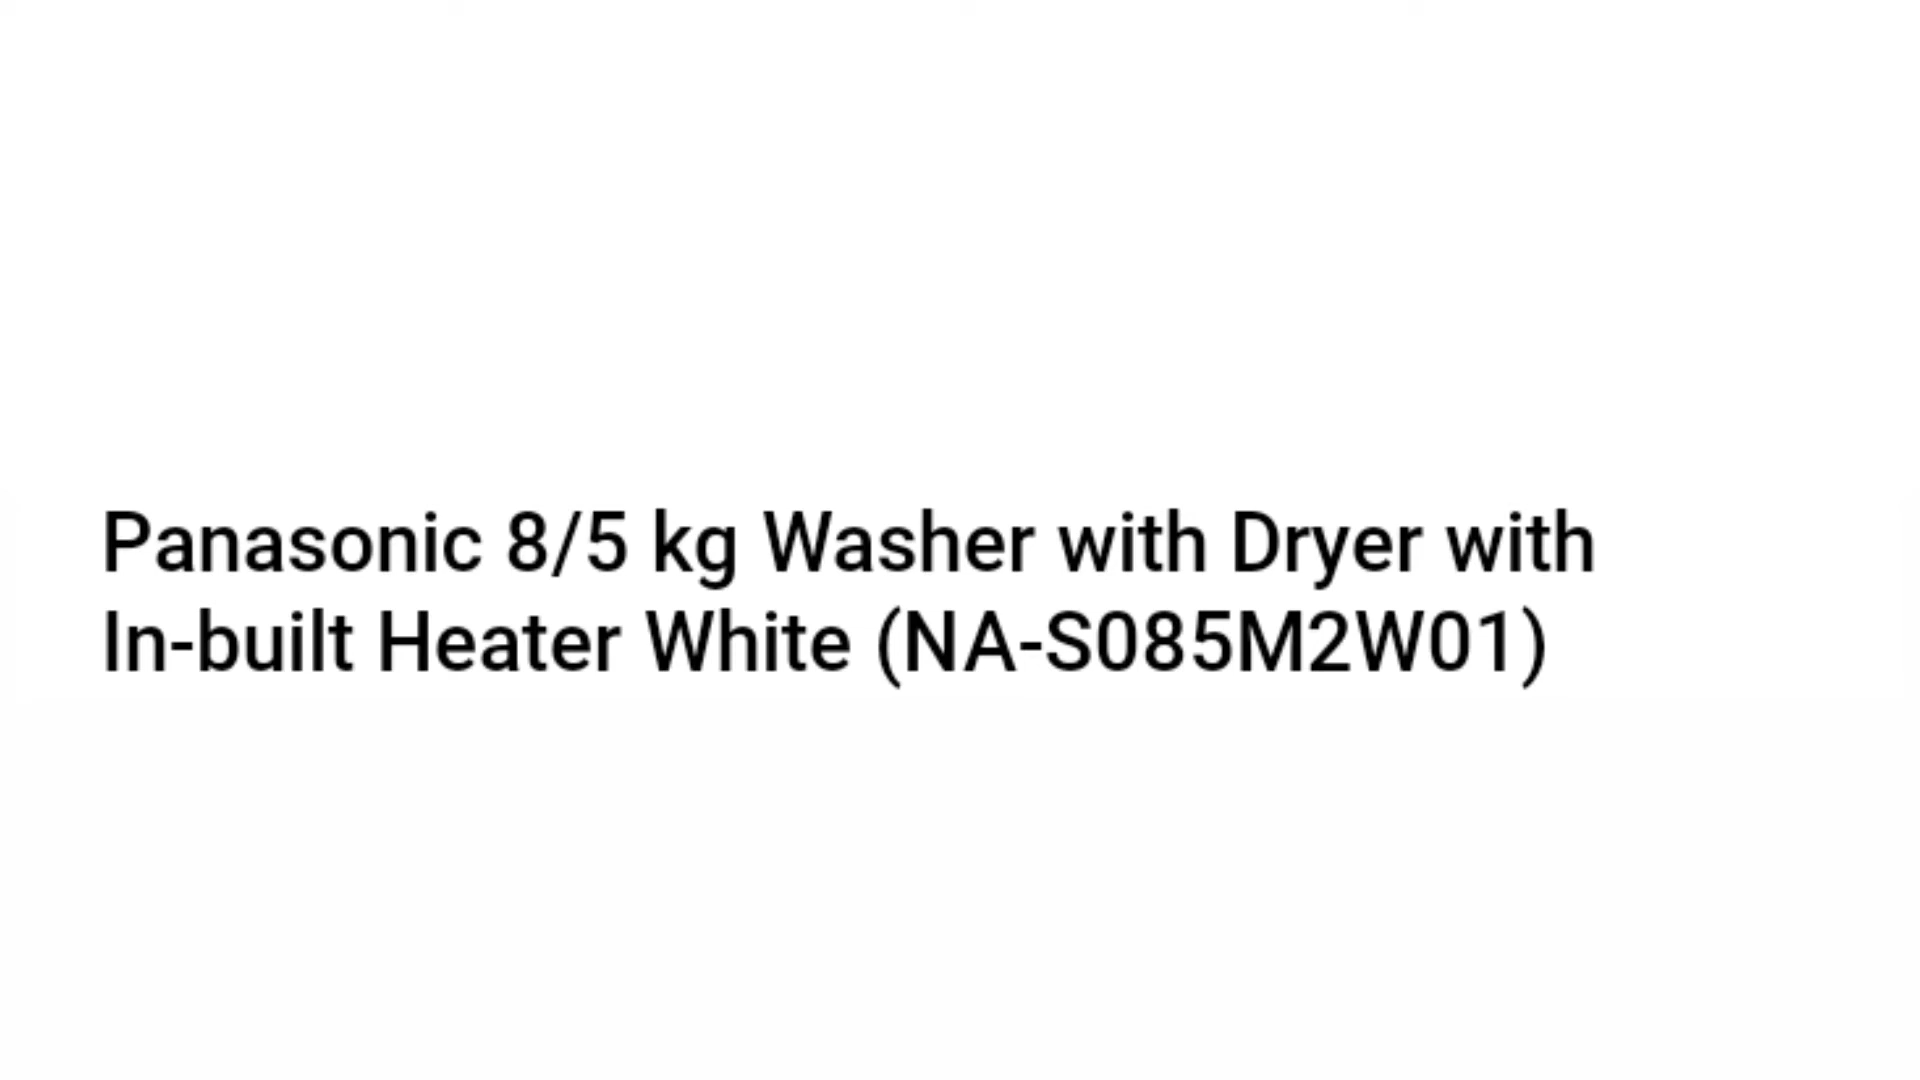 Panasonic 8/5 kg Washer with Dryer with
In-built Heater White (NA-S085M2W01)